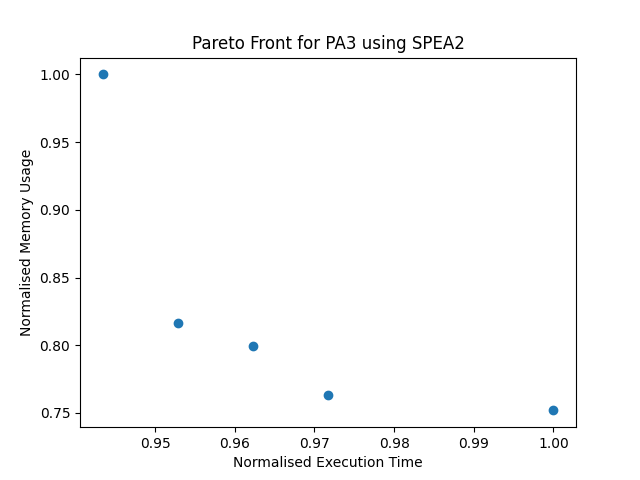 Pareto Front for PA3 using SPEA2
1.00
0.95
0.90
0.85
0.80
0.75
Normalised Memory Usage
0.95 0.96 0.97 0.98 0.99 1.00
Normalised Execution Time